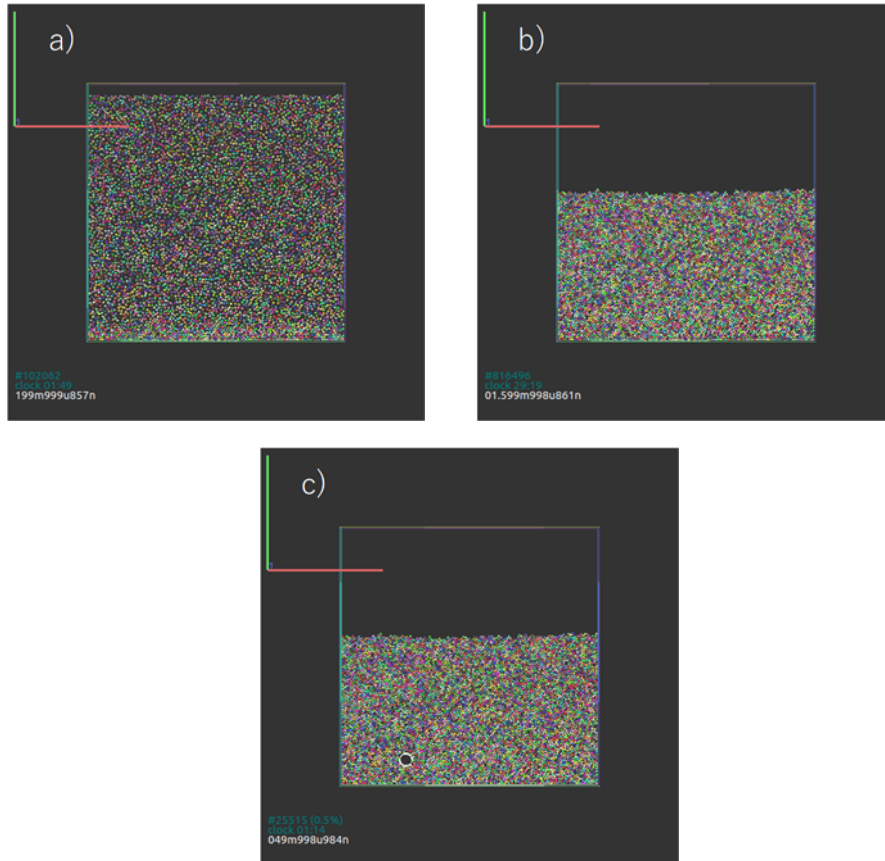 a)
#102062
clock 01:49
199m999u857n
b)
#816496
clock 29:19
01.599m998u861n
c)
#25515 (0.5%)
clock 01:14
049m998u984n